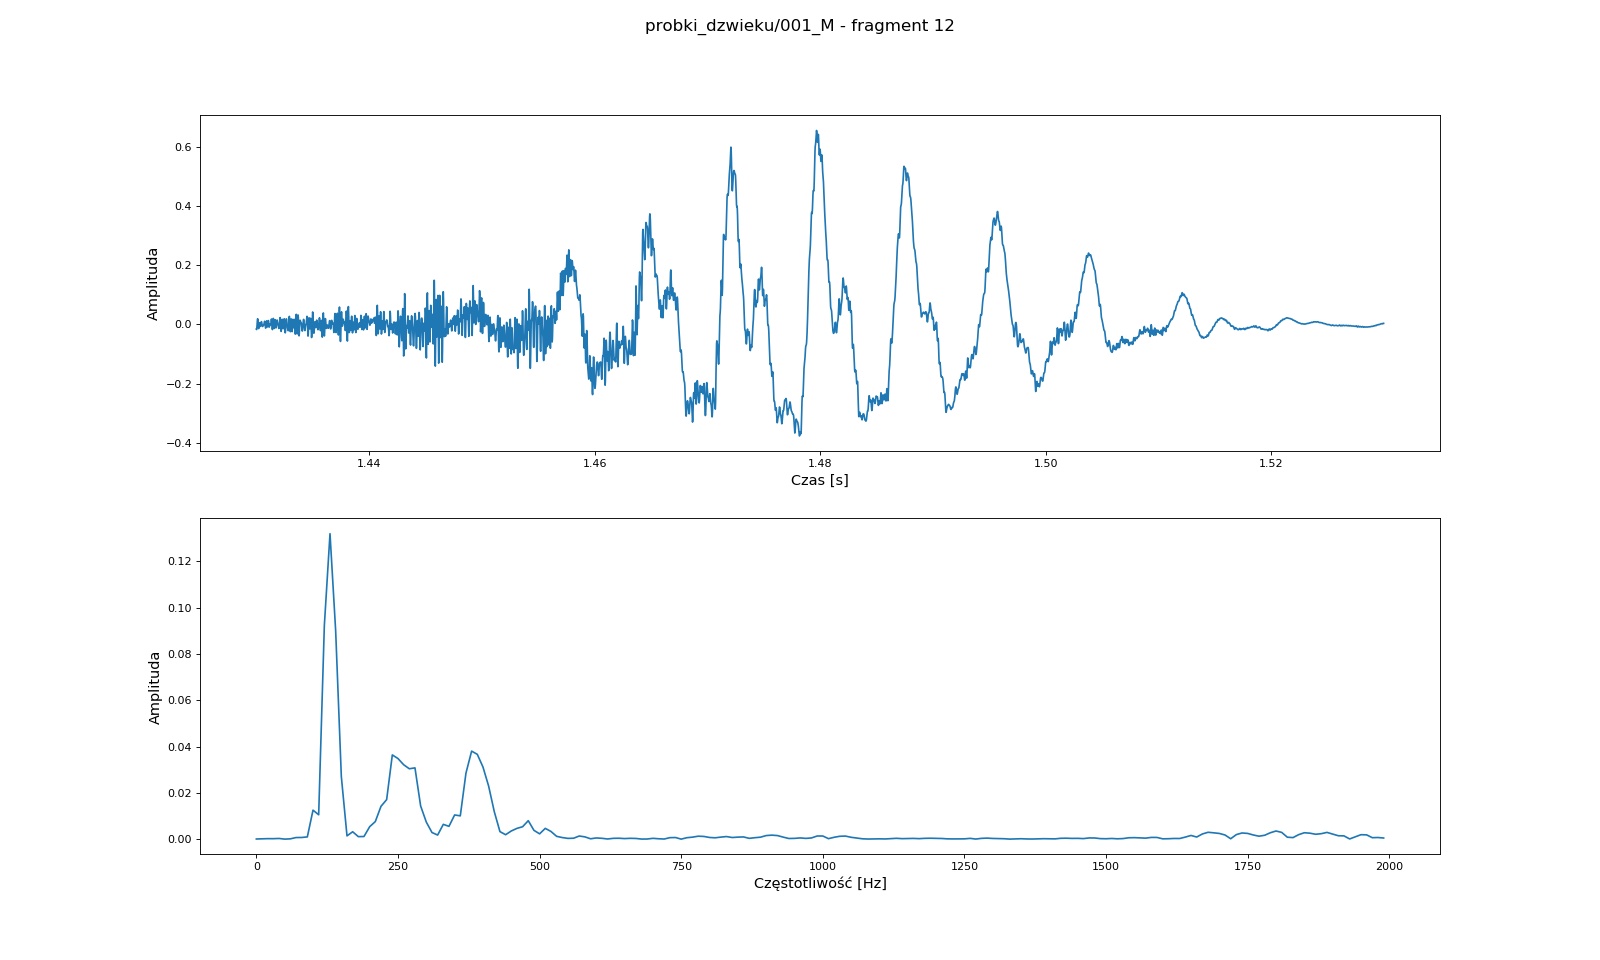 probki_dzwieku/001_M - fragment 12
Amplituda
0.6
0.4
0.2
0.0
−0.2
−0.4
1.44 1.46 1.48 1.50 1.52
Czas [s]
Amplituda
0.12
0.10
0.08
0.06
0.04
0.02
0.00
0 250 500 750 1000 1250 1500 1750 2000
Częstotliwość [Hz]